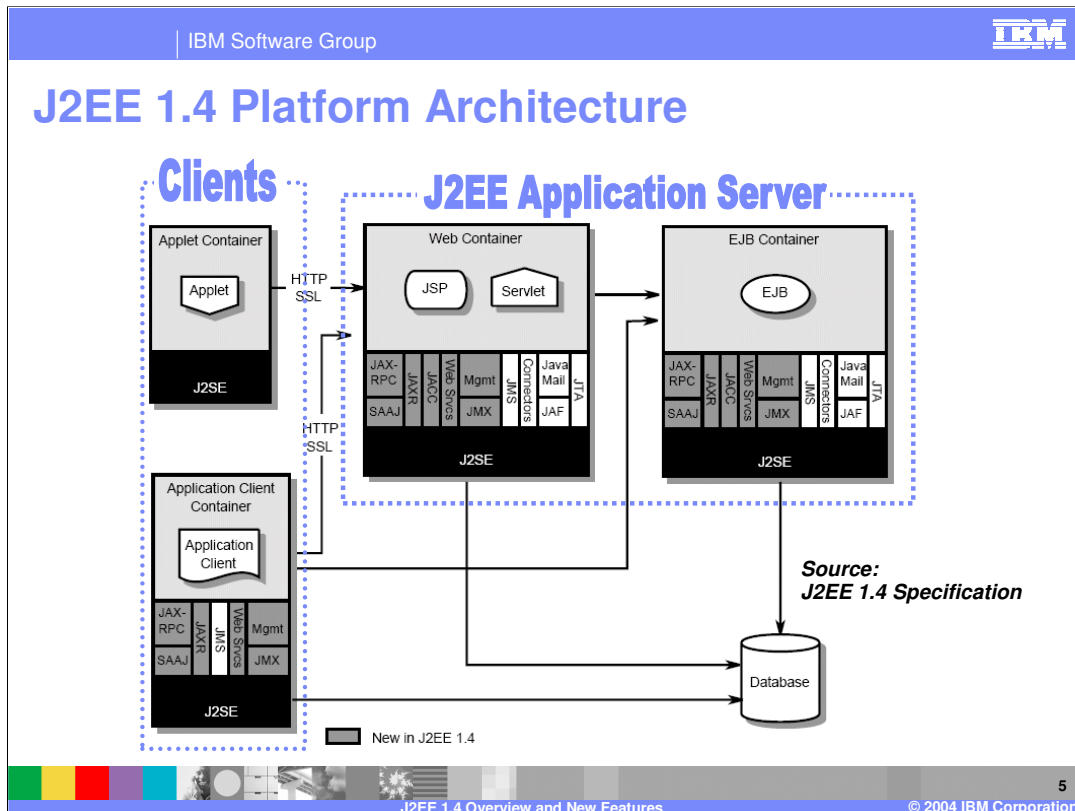 IBM Software Group
IBM
J2EE 1.4 Platform Architecture
Clients
J2EE Application Server
Applet Container
Applet
J2SE
HTTP
SSL
Web Container
JSP
Servlet
JAX-
RPC
SAAJ
JAXR
JACC
Web Srvcs
Mgmt
JMX
JMS
Connectors
Java
Mail
JAF
JTA
J2SE
EJB Container
EJB
JAX-
RPC
SAAJ
JAXR
JACC
Web Srvcs
Mgmt
JMX
JMS
Connectors
Java
Mail
JAF
JTA
J2SE
HTTP
SSL
Application Client
Container
Application
Client
JAX-
RPC
SAAJ
JAXR
JMS
Web Srvcs
Mgmt
JMX
J2SE
Source:
J2EE 1.4 Specification
Database
New in J2EE 1.4
5
J2EE 1.4 Overview and New Features
© 2004 IBM Corporation